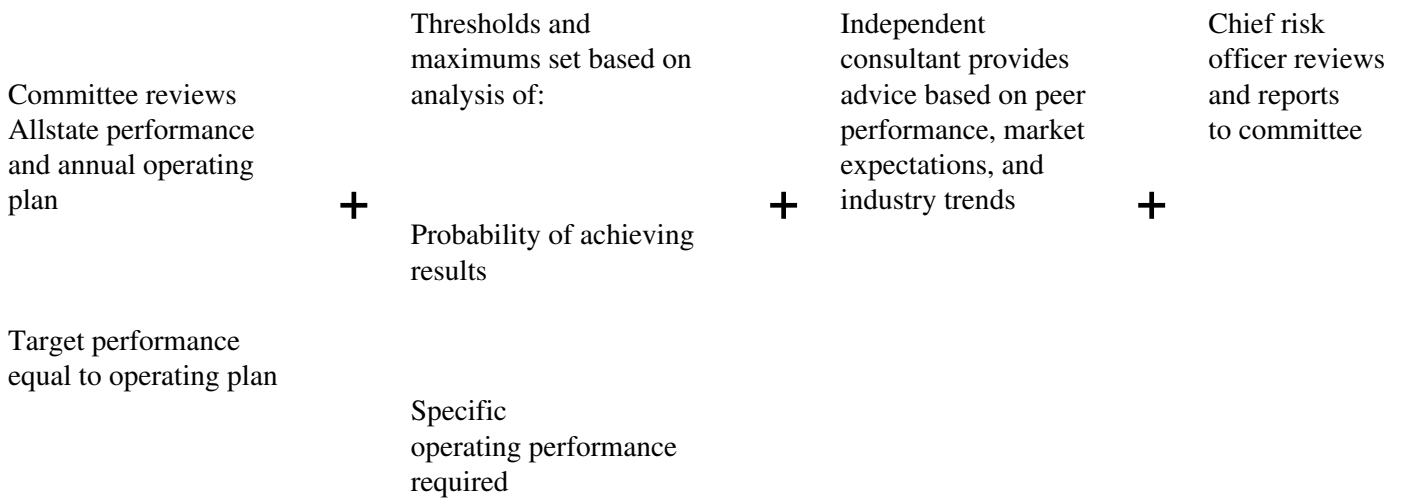 Committee reviews
Allstate performance
and annual operating
plan
Target performance
equal to operating plan
+
Thresholds and
maximums set based on
analysis of:
Probability of achieving
results
Specific
operating performance
required
+
Independent
consultant provides
advice based on peer
performance, market
expectations, and
industry trends
+
Chief risk
officer reviews
and reports
to committee